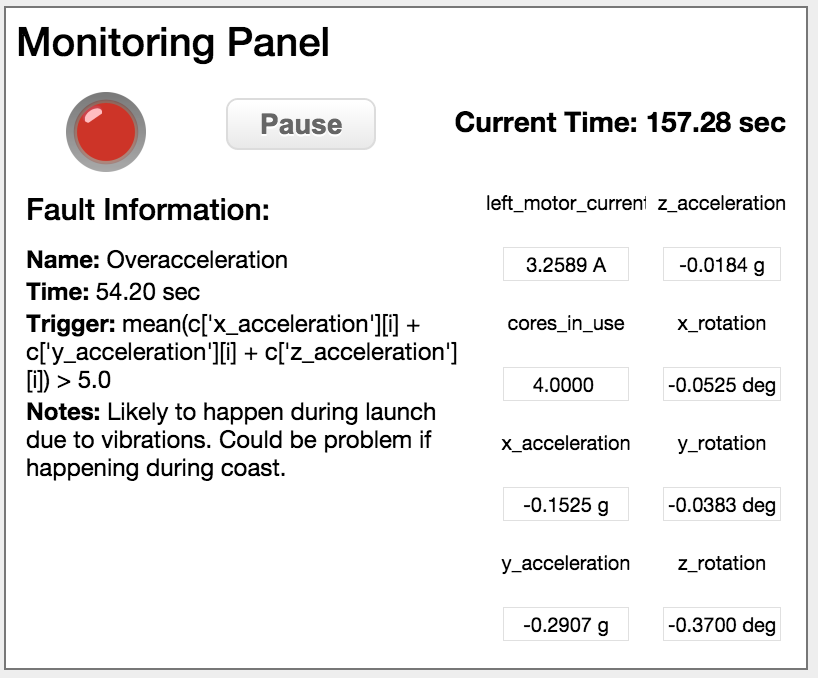 Monitoring Panel
Pause
Current Time: 157.28 sec
Fault Information:
Name: Overacceleration
Time: 54.20 sec
Trigger: mean(c['x_acceleration'][i] +
c['y_acceleration'][i] + c['z_acceleration']
[i]) > 5.0
Notes: Likely to happen during launch
due to vibrations. Could be problem if
happening during coast.
left_motor_current z_acceleration
3.2589 A -0.0184 g
cores_in_use x_rotation
4.0000 -0.0525 deg
x_acceleration y_rotation
-0.1525 g -0.0383 deg
y_acceleration z_rotation
-0.2907 g -0.3700 deg